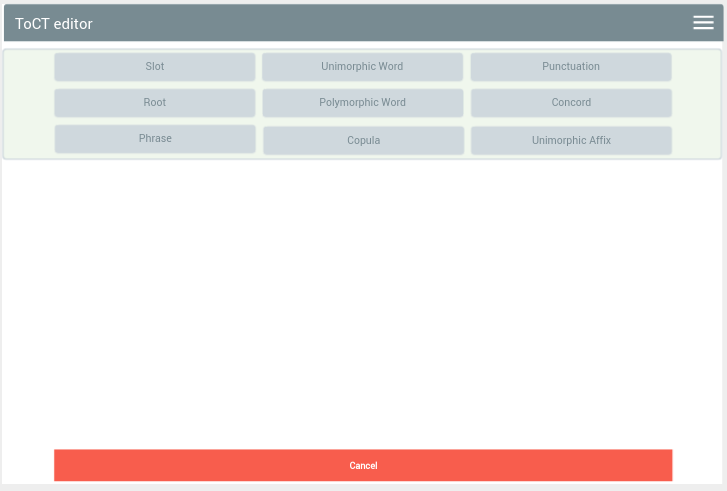 ToCT editor
Slot Unimorphic Word Punctuation
Root Polymorphic Word Concord
Phrase Copula Unimorphic Affix
Cancel